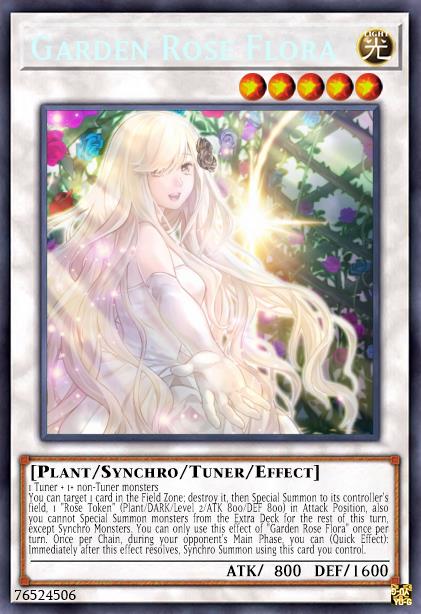 Garden Rose Flora
LIGHT
光
[Plant/Synchro/Tuner/Effect]
1 Tuner + 1+ non-Tuner monsters
You can target 1 card in the Field Zone; destroy it, then Special Summon to its controller's
field, 1 "Rose Token" (Plant/DARK/Level 2/ATK 800/DEF 800) in Attack Position, also
you cannot Special Summon monsters from the Extra Deck for the rest of this turn,
except Synchro Monsters. You can only use this effect of "Garden Rose Flora" once per
turn. Once per Chain, during your opponent's Main Phase, you can (Quick Effect):
Immediately after this effect resolves, Synchro Summon using this card you control.
ATK/ 800 DEF/1600
76524506